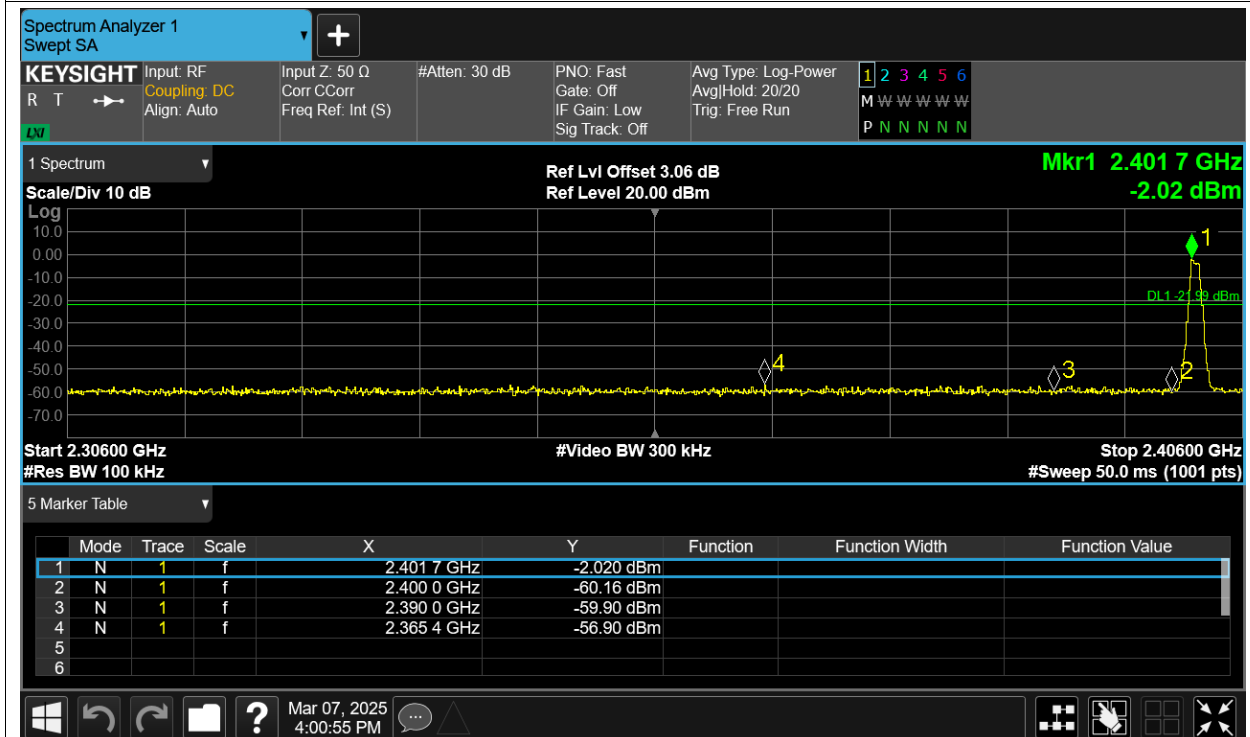 Spectrum Analyzer 1
Swept SA
+
KEYSIGHT
R T
LXI
Input: RF
Coupling: DC
Align: Auto
Input Z: 50 Ω
Corr CCorr
Freq Ref: Int (S)
#Atten: 30 dB
PNO: Fast
Gate: Off
IF Gain: Low
Sig Track: Off
Avg Type: Log-Power
Avg|Hold: 20/20
Trig: Free Run
1 2 3 4 5 6
M W W W W W W
P N N N N N N
1 Spectrum
Scale/Div 10 dB
Ref Lvl Offset 3.06 dB
Ref Level 20.00 dBm
Mkr1 2.401 7 GHz
-2.02 dBm
Log
10.0
0.00
-10.0
-20.0
-30.0
-40.0
-50.0
-60.0
-70.0
1
DL1 -21.99 dBm
4
3
2
Start 2.30600 GHz
#Res BW 100 kHz
#Video BW 300 kHz
Stop 2.40600 GHz
#Sweep 50.0 ms (1001 pts)
5 Marker Table
Mode Trace Scale X Y Function Function Width Function Value
1 N 1 f 2.401 7 GHz -2.020 dBm
2 N 1 f 2.400 0 GHz -60.16 dBm
3 N 1 f 2.390 0 GHz -59.90 dBm
4 N 1 f 2.365 4 GHz -56.90 dBm
5
6
?
Mar 07, 2025
4:00:55 PM